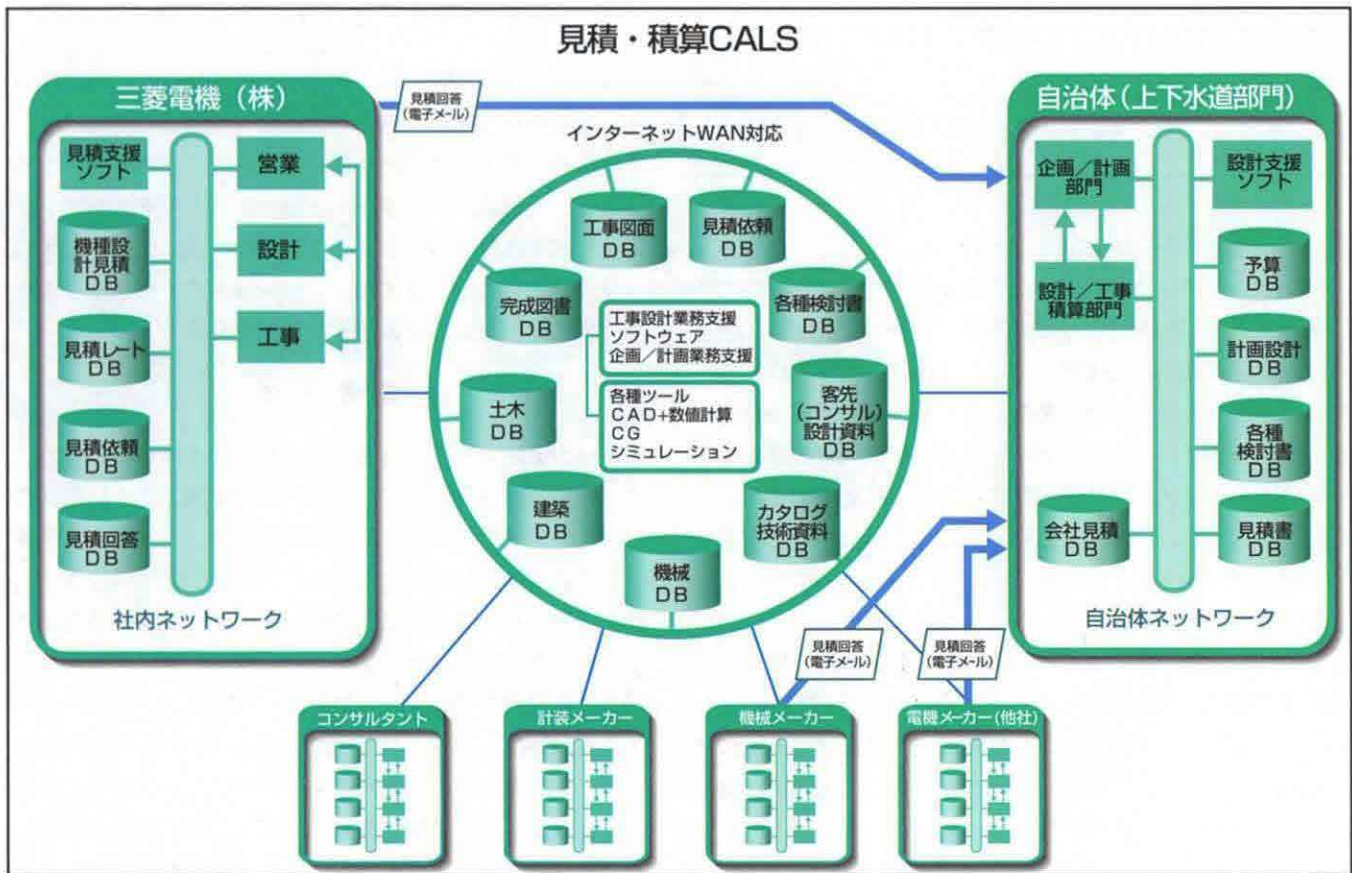 見積・積算CALS
三菱電機（株）
見積支援
ソフト
機種設
計見積
DB
見積レート
DB
見積依頼
DB
見積回答
DB
営業
設計
工事
社内ネットワーク
見積回答
(電子メール)
インターネットWAN対応
工事図面
DB
見積依頼
DB
完成図書
DB
各種検討書
DB
土木
DB
客先
(コンサル)
設計資料
DB
建築
DB
カタログ
技術資料
DB
機械
DB
工事設計業務支援
ソフトウェア
企画／計画業務支援
各種ツール
CAD+数値計算
CG
シミュレーション
自治体(上下水道部門)
企画／計画
部門
設計支援
ソフト
設計／工事
積算部門
予算
DB
計画設計
DB
各種
検討書
DB
会社見積
DB
見積書
DB
自治体ネットワーク
見積回答
(電子メール)
見積回答
(電子メール)
コンサルタント
計装メーカー
機械メーカー
電機メーカー(他社)